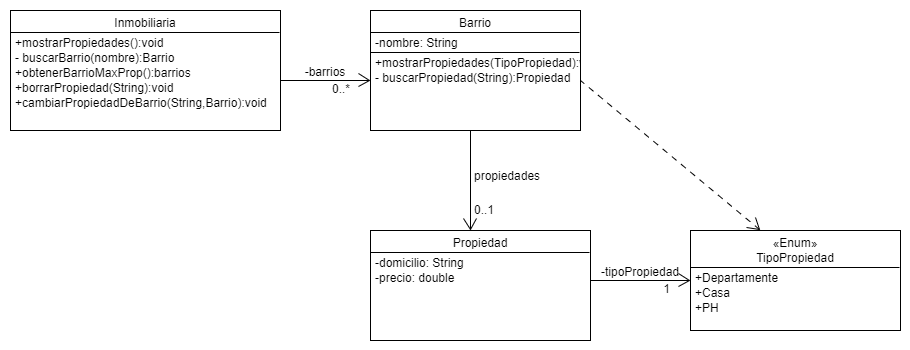 Inmobiliaria
+mostrarPropiedades():void
- buscarBarrio(nombre):Barrio
+obtenerBarrioMaxProp():barrios
+borrarPropiedad(String):void
+cambiarPropiedadDeBarrio(String,Barrio):void
-barrios
0..*
Barrio
-nombre: String
+mostrarPropiedades(TipoPropiedad):
- buscarPropiedad(String):Propiedad
propiedades
0..1
Propiedad
-domicilio: String
-precio: double
-tipoPropiedad
1
«Enum»
TipoPropiedad
+Departamente
+Casa
+PH